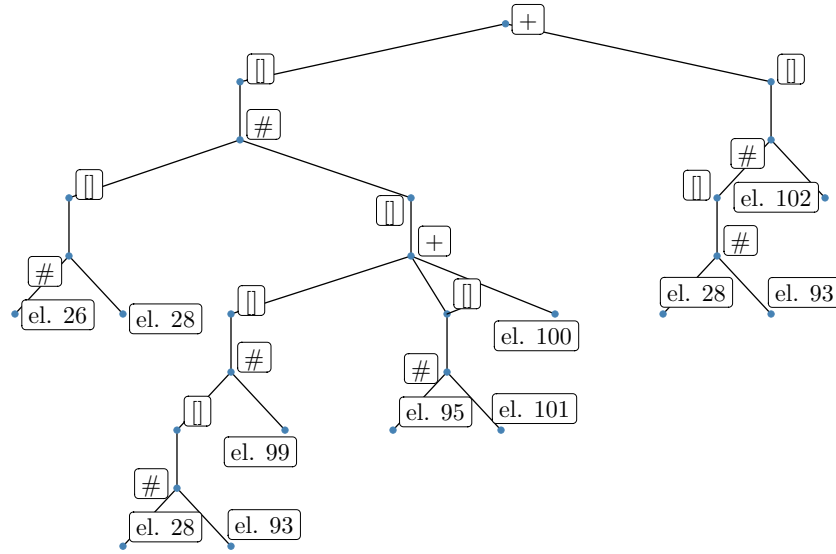 +
[] []
#
# 
[] [] el. 102
[] + #
# [] [] el. 28 el. 93
el. 26 el. 28 el. 100
# #
[] el. 95 el. 101
el. 99
#
el. 28 el. 93